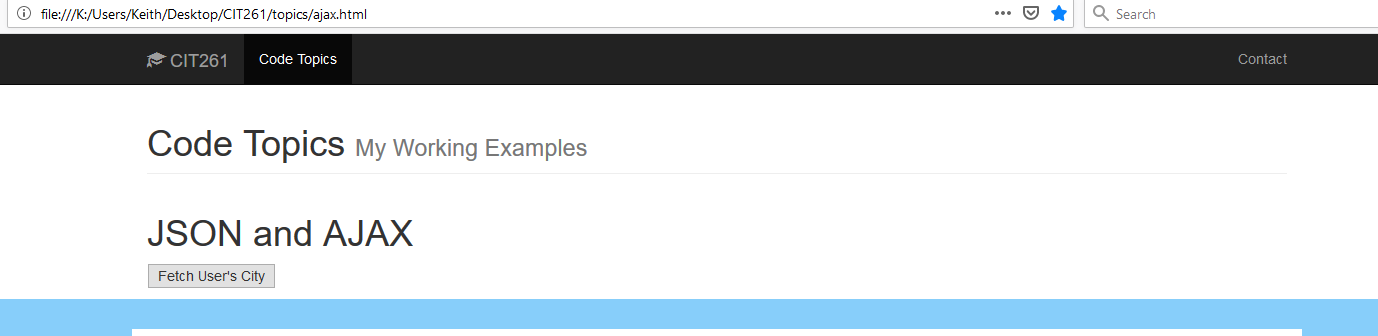 file:///K:/Users/Keith/Desktop/CIT261/topics/ajax.html Search
CIT261 Code Topics Contact
Code Topics My Working Examples
JSON and AJAX
Fetch User's City